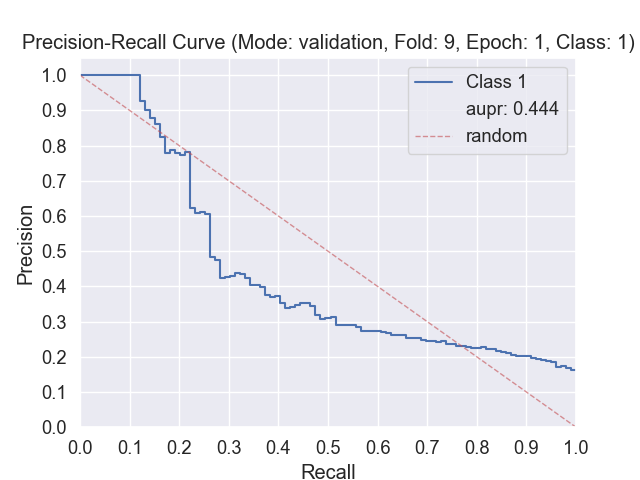 Precision-Recall Curve (Mode: validation, Fold: 9, Epoch: 1, Class: 1)
1.0
0.9
0.8
0.7
0.6
0.5
0.4
0.3
0.2
0.1
0.0
Precision
Class 1
aupr: 0.444
random
0.0 0.1 0.2 0.3 0.4 0.5 0.6 0.7 0.8 0.9 1.0
Recall